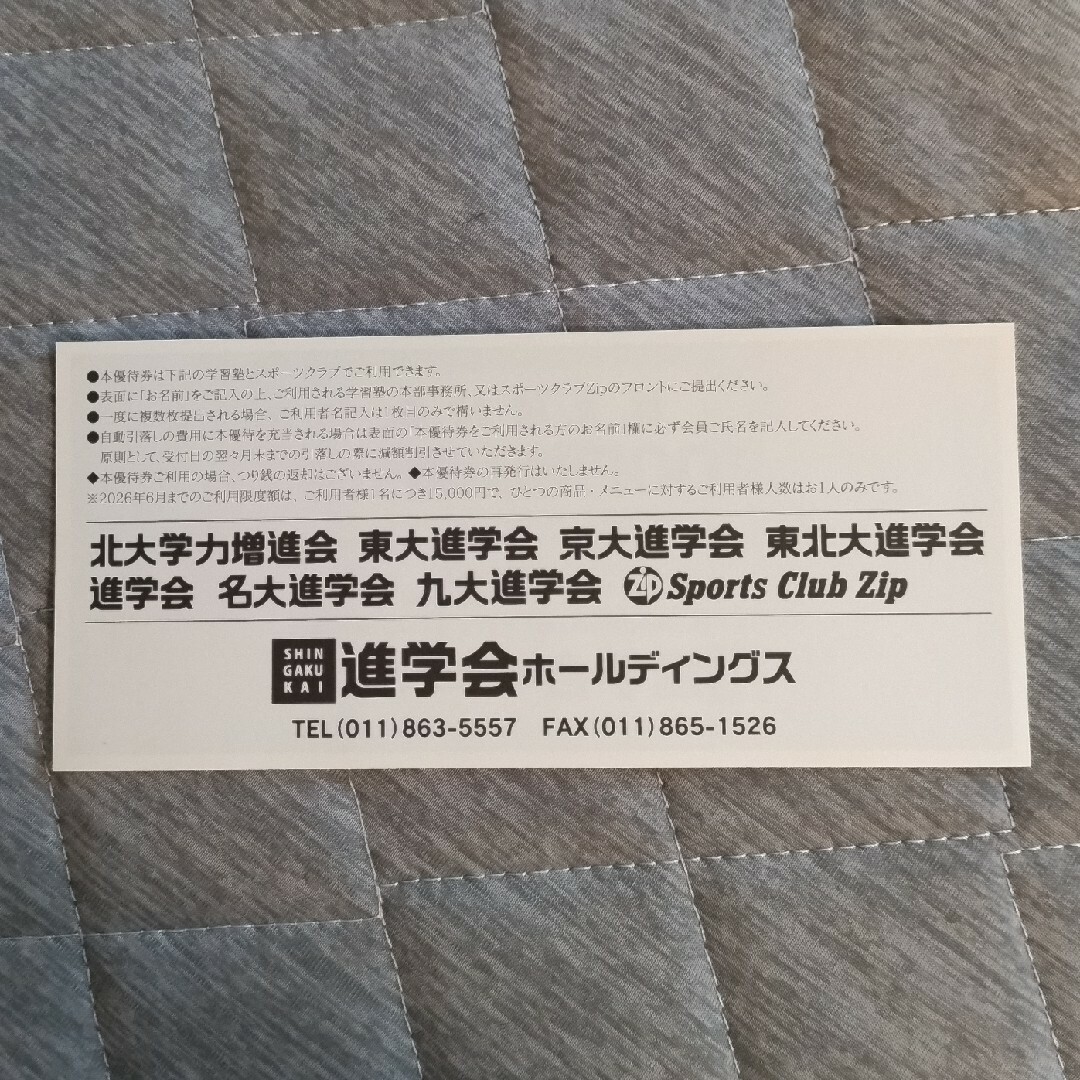 ●本優待券は下記の学習塾とスポーツクラブでご利用できます。
●表面に「お名前」をご記入の上、ご利用される学習塾の本部事務所、又はスポーツクラブZipのフロントにご提出ください。
●一度に複数枚提出される場合、ご利用者名記入は1枚目のみで構いません。
●自動引落しの費用に本優待を充当される場合は表面の「本優待券をご利用される方のお名前」欄に必ず会員ご氏名を記入してください。
原則として、受付日の翌々月末までの引落しの際に減額割引させていただきます。
◆本優待券ご利用の場合、つり銭の返却はございません。◆本優待券の再発行はいたしません。
※2026年6月までのご利用限度額は、ご利用者様1名につき15,000円で、ひとつの商品・メニューに対するご利用者様人数はお1人のみです。
北大学力増進会 東大進学会 京大進学会 東北大進学会
進学会 名大進学会 九大進学会 Zip Sports Club Zip
SHIN
GAKU
KAI
進学会ホールディングス
TEL(011)863-5557 FAX(011)865-1526